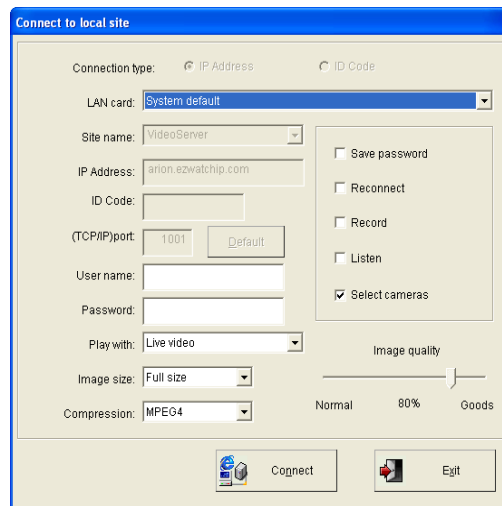 Connect to local site
Connection type: IP Address ID Code
LAN card: System default
Site name: VideoServer
IP Address: arion.ezwatchip.com
ID Code:
(TCP/IP)port: 1001 Default
User name:
Password:
Play with: Live video
Image size: Full size
Compression: MPEG4
Save password
Reconnect
Record
Listen
Select cameras
Image quality
Normal 80% Goods
Connect Exit